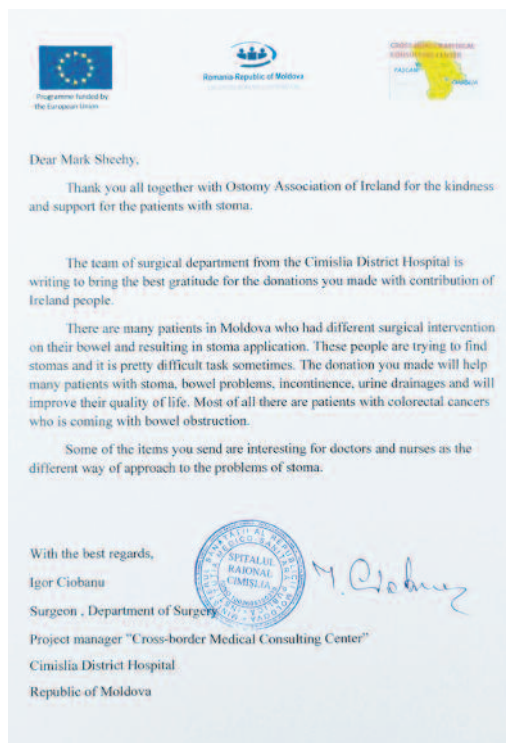 Programme funded by
the European Union
Romania-Republic of Moldova
CROSS
CONSULTING CENTER
Dear Mark Sheehy,
Thank you all together with Ostomy Association of Ireland for the kindness
and support for the patients with stoma.
The team of surgical department from the Cimislia District Hospital is
writing to bring the best gratitude for the donations you made with contribution of
Ireland people.
There are many patients in Moldova who had different surgical intervention
on their bowel and resulting in stoma application. These people are trying to find
stomas and it is pretty difficult task sometimes. The donation you made will help
many patients with stoma, bowel problems, incontinence, urine drainages and will
improve their quality of life. Most of all there are patients with colorectal cancers
who is coming with bowel obstruction.
Some of the items you send are interesting for doctors and nurses as the
different way of approach to the problems of stoma.
SPITALUL
RAIONAL
CIMIȘLIA
With the best regards,
Igor Ciobanu
Surgeon , Department of Surgery
Project manager "Cross-border Medical Consulting Center"
Cimislia District Hospital
Republic of Moldova